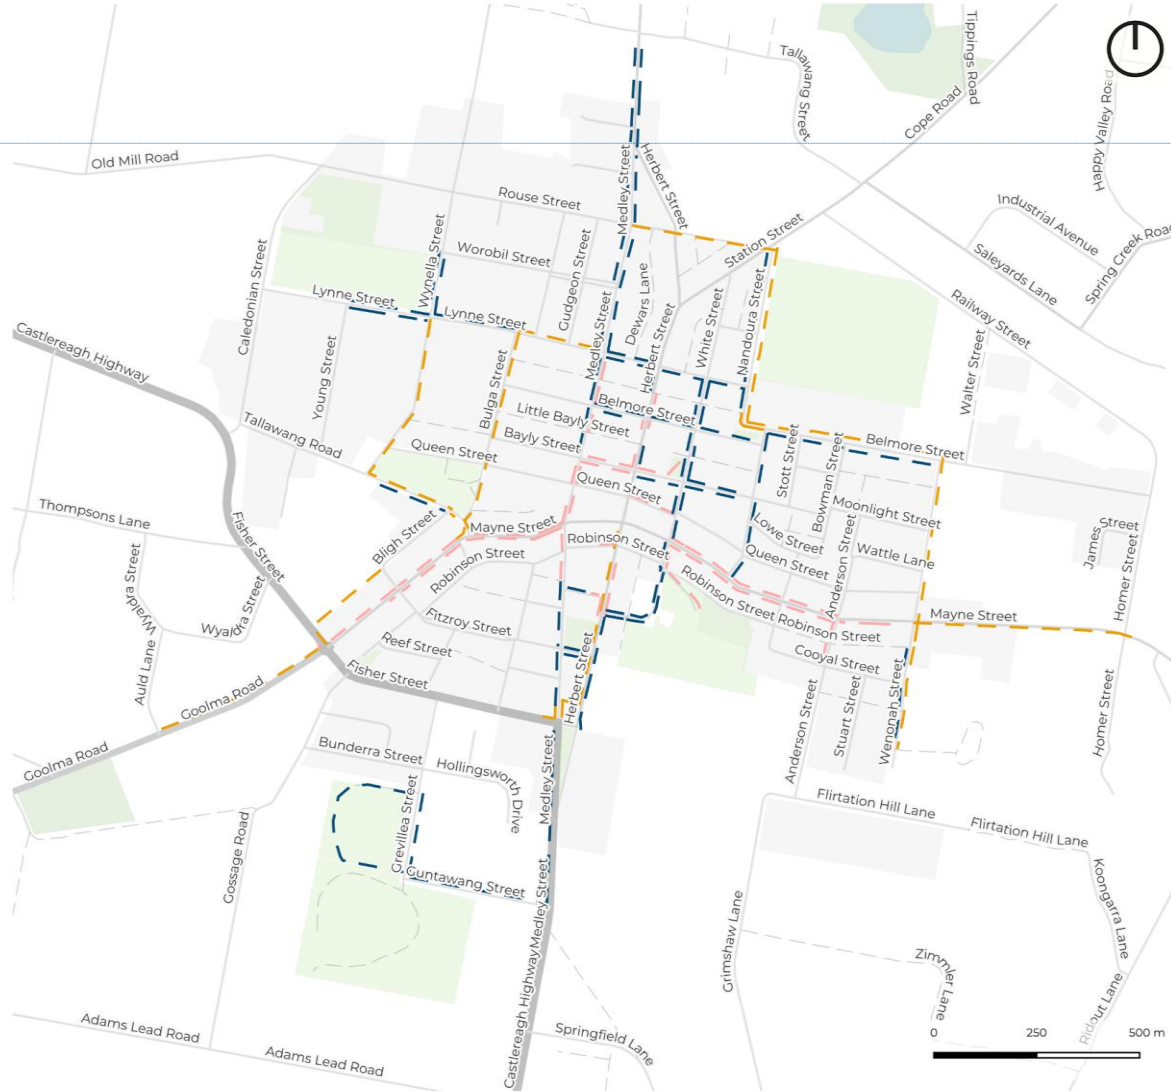 Tippings Road
Tallawang Street
Cope Road
Happy Valley Road
Old Mill Road
Herbert Street
Medley Street
Rouse Street
Industrial Avenue
Station Street
Wynella Street
Worobil Street
Gudgeon Street
Saleyards Lane
Spring Creek Road
Caledonian Street
Lynne Street
Lynne Street
Dewars Lane
Nandoura Street
Railway Street
Castlereagh Highway
Medley Street
Herbert Street
White Street
Walter Street
Young Street
Bulga Street
Belmore Street
Little Bayly Street
Bayly Street
Belmore Street
Tallawang Road
Queen Street
Stott Street
Bowman Street
Queen Street
Moonlight Street
Thompsons Lane
Fisher Street
Bligh Street
Mayne Street
Lowe Street
Street
James
Robinson Street
Anderson Street
Wattle Lane
Queen Street
Homer Street
Wyaldra Street
Robinson Street
Robinson Street
Wyaldra Street
Fitzroy Street
Mayne Street
Auld Lane
Robinson Street
Reef Street
Cooyal Street
Fisher Street
Herbert Street
Goolma Road
Stuart Street
Wenonah Street
Homer Street
Anderson Street
Goolma Road
Bunderra Street
Hollingsworth Drive
Medley Street
Flirtation Hill Lane
Flirtation Hill Lane
Grevillea Street
Gossage Road
Guntawang Street
Medley Street
Koongarra Lane
Grimshaw Lane
Medley Street
Zimmler Lane
Castlereagh Highway
Ridout Lane
Adams Lead Road
Springfield Lane
Adams Lead Road
0 250 500 m